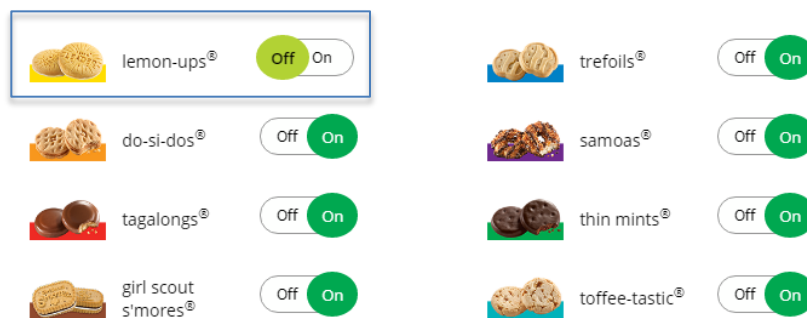 lemon-ups® Off On
trefoils® Off On
do-si-dos® Off On
samoas® Off On
tagalongs® Off On
thin mints® Off On
girl scout
s'mores® Off On
toffee-tastic® Off On